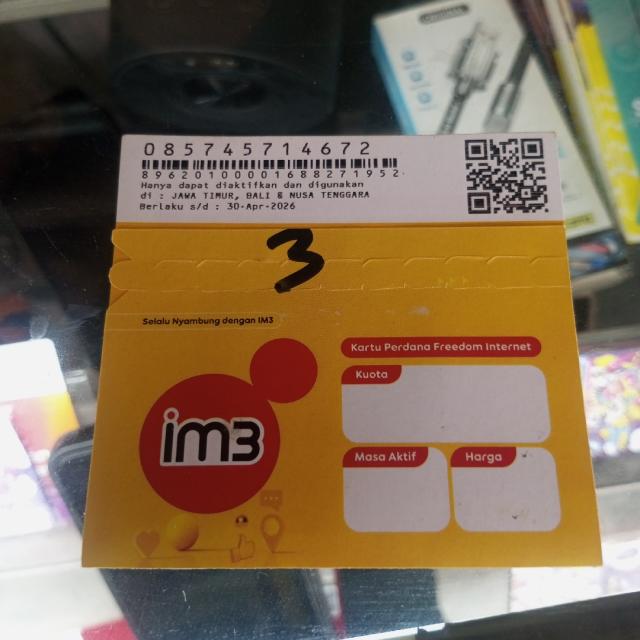 ORIGINAL
085745714672
89620100001688271952
Hanya dapat diaktifkan dan digunakan
di : JAWA TIMUR, BALI & NUSA TENGGARA
Berlaku s/d : 30-Apr-2026
3
Selalu Nyambung dengan IM3
Kartu Perdana Freedom Internet
Kuota
im3
Masa Aktif
Harga